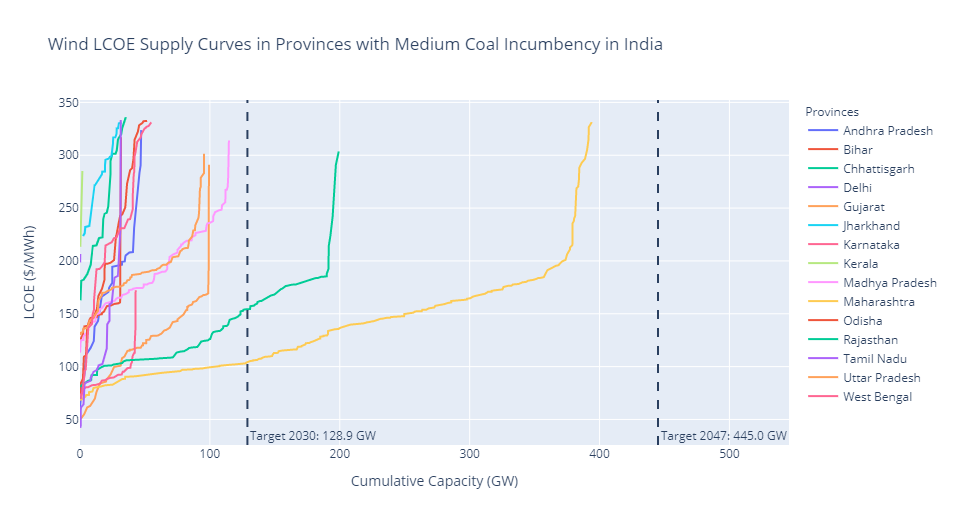 Wind LCOE Supply Curves in Provinces with Medium Coal Incumbency in India
350
300
250
200
150
100
50
LCOE ($/MWh)
0
100
200
300
400
500
Cumulative Capacity (GW)
Target 2030: 128.9 GW
Target 2047: 445.0 GW
Provinces
Andhra Pradesh
Bihar
Chhattisgarh
Delhi
Gujarat
Jharkhand
Karnataka
Kerala
Madhya Pradesh
Maharashtra
Odisha
Rajasthan
Tamil Nadu
Uttar Pradesh
West Bengal